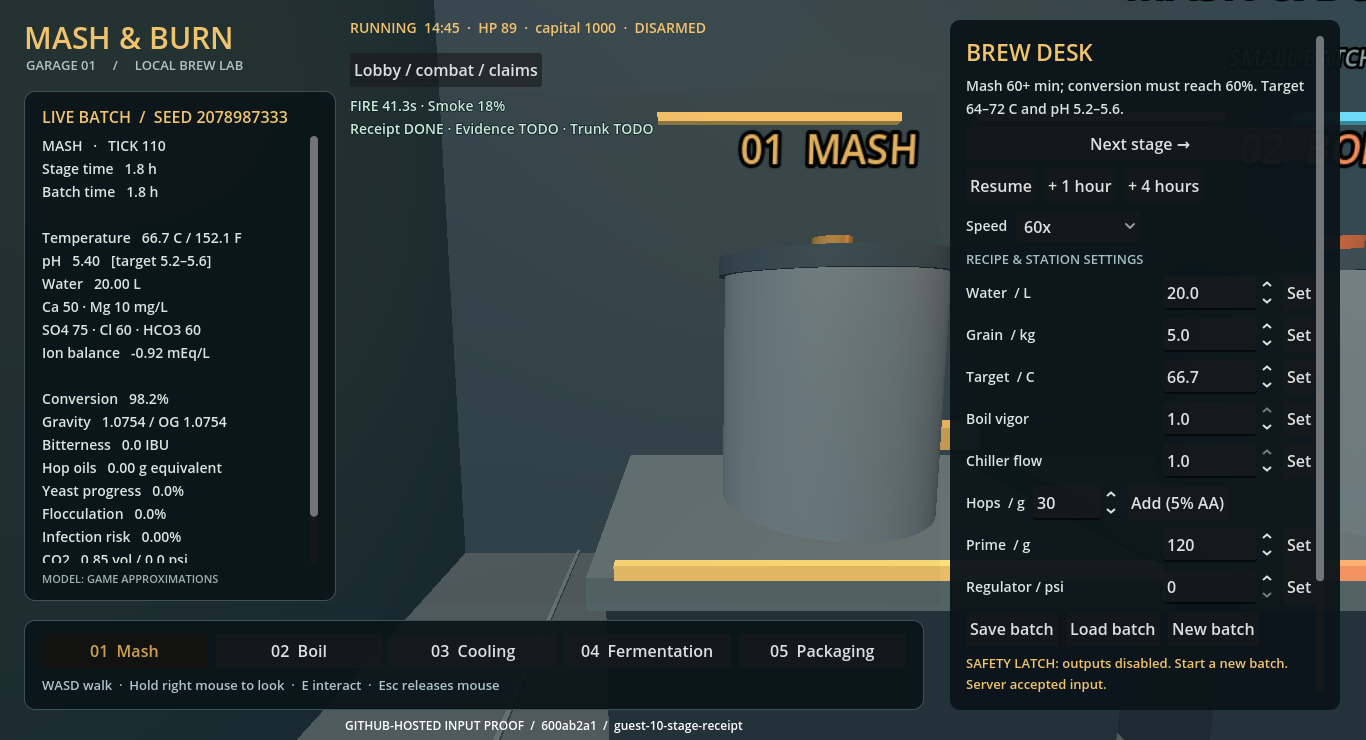 MASH & BURN
GARAGE 01 / LOCAL BREW LAB
LIVE BATCH / SEED 2078987333
MASH · TICK 110
Stage time 1.8 h
Batch time 1.8 h
Temperature 66.7 C / 152.1 F
pH 5.40 [target 5.2–5.6]
Water 20.00 L
Ca 50 · Mg 10 mg/L
SO4 75 · Cl 60 · HCO3 60
Ion balance -0.92 mEq/L
Conversion 98.2%
Gravity 1.0754 / OG 1.0754
Bitterness 0.0 IBU
Hop oils 0.00 g equivalent
Yeast progress 0.0%
Flocculation 0.0%
Infection risk 0.00%
CO2 0.85 vol / 0.0 psi
MODEL: GAME APPROXIMATIONS
RUNNING 14:45 · HP 89 · capital 1000 · DISARMED
Lobby / combat / claims
FIRE 41.3s · Smoke 18%
Receipt DONE · Evidence TODO · Trunk TODO
01 MASH
BREW DESK
Mash 60+ min; conversion must reach 60%. Target
64–72 C and pH 5.2–5.6.
Next stage →
Resume + 1 hour + 4 hours
Speed 60x
RECIPE & STATION SETTINGS
Water / L 20.0 Set
Grain / kg 5.0 Set
Target / C 66.7 Set
Boil vigor 1.0 Set
Chiller flow 1.0 Set
Hops / g 30 Add (5% AA)
Prime / g 120 Set
Regulator / psi 0 Set
Save batch Load batch New batch
SAFETY LATCH: outputs disabled. Start a new batch.
Server accepted input.
01 Mash 02 Boil 03 Cooling 04 Fermentation 05 Packaging
WASD walk · Hold right mouse to look · E interact · Esc releases mouse
GITHUB-HOSTED INPUT PROOF / 600ab2a1 / guest-10-stage-receipt